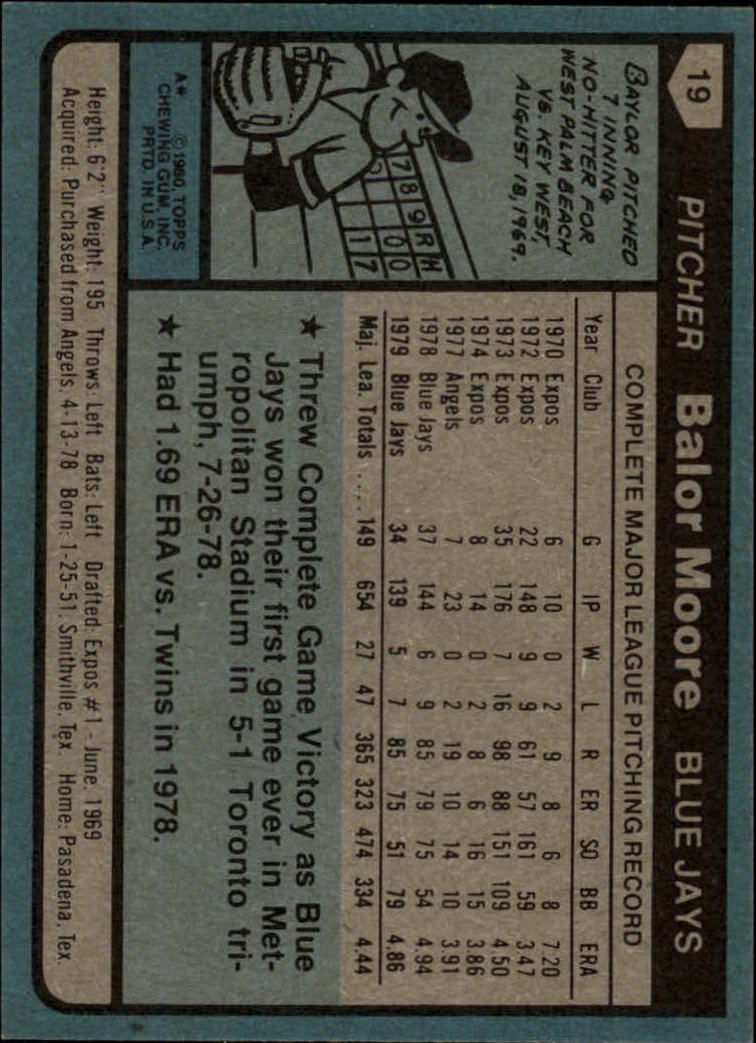 19 PITCHER Balor Moore BLUE JAYS
BAYLOR PITCHED
7 INNING
NO-HITTER FOR
WEST PALM BEACH
VS. KEY WEST,
AUGUST 18, 1969.
7 8 9 R H
0 0
1 1 7
A* ©1980, TOPPS
CHEWING GUM, INC.
PRTD. IN U.S.A.
COMPLETE MAJOR LEAGUE PITCHING RECORD
Year Club G IP W L R ER SO BB ERA
1970 Expos 6 10 0 2 9 8 6 8 7.20
1972 Expos 22 148 9 9 61 57 161 59 3.47
1973 Expos 35 176 7 16 98 88 151 109 4.50
1974 Expos 8 14 0 2 8 6 16 15 3.86
1977 Angels 7 23 0 2 19 10 14 10 3.91
1978 Blue Jays 37 144 6 9 85 79 75 54 4.94
1979 Blue Jays 34 139 5 7 85 75 51 79 4.86
Maj. Lea. Totals .... 149 654 27 47 365 323 474 334 4.44
★ Threw Complete Game Victory as Blue
Jays won their first game ever in Met-
ropolitan Stadium in 5-1 Toronto tri-
umph, 7-26-78.
★ Had 1.69 ERA vs. Twins in 1978.
Height: 6'2" Weight: 195 Throws: Left Bats: Left Drafted: Expos #1 - June, 1969
Acquired: Purchased from Angels, 4-13-78 Born: 1-25-51, Smithville, Tex. Home: Pasadena, Tex.